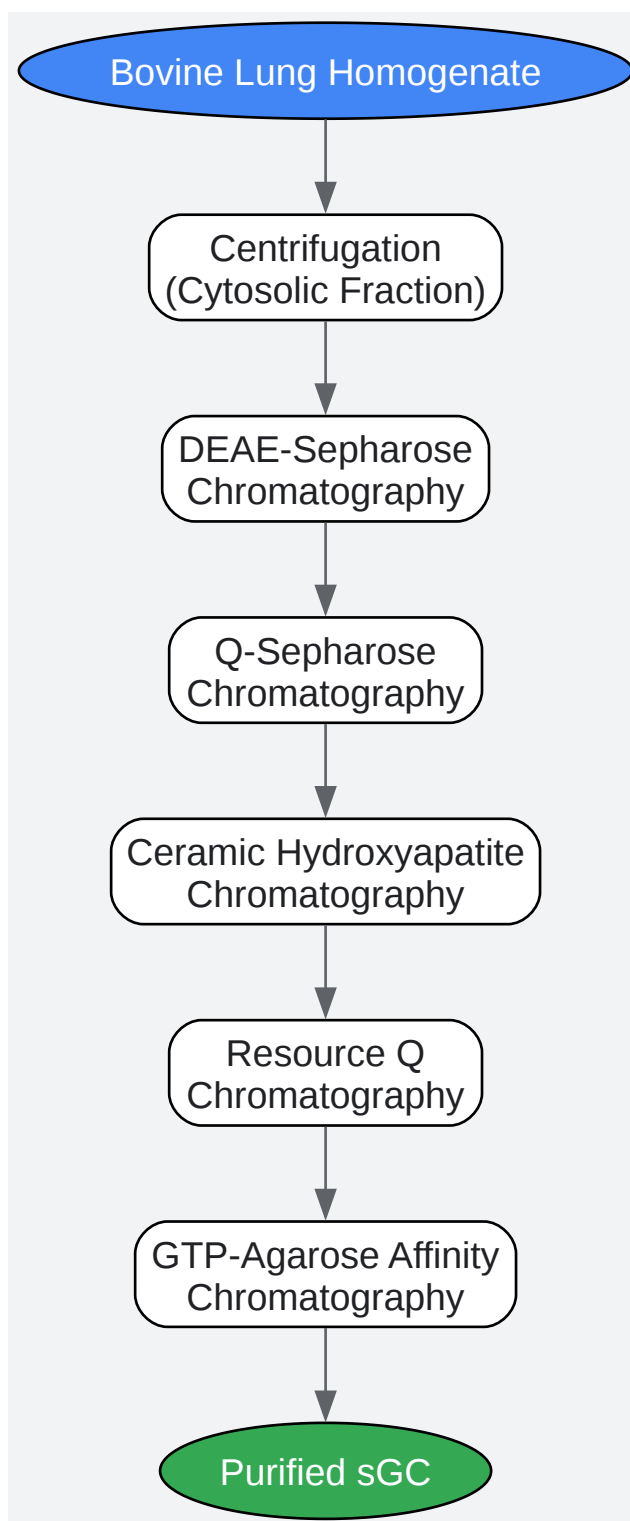 Bovine Lung Homogenate
Centrifugation
(Cytosolic Fraction)
DEAE-Sepharose
Chromatography
Q-Sepharose
Chromatography
Ceramic Hydroxyapatite
Chromatography
Resource Q
Chromatography
GTP-Agarose Affinity
Chromatography
Purified sGC